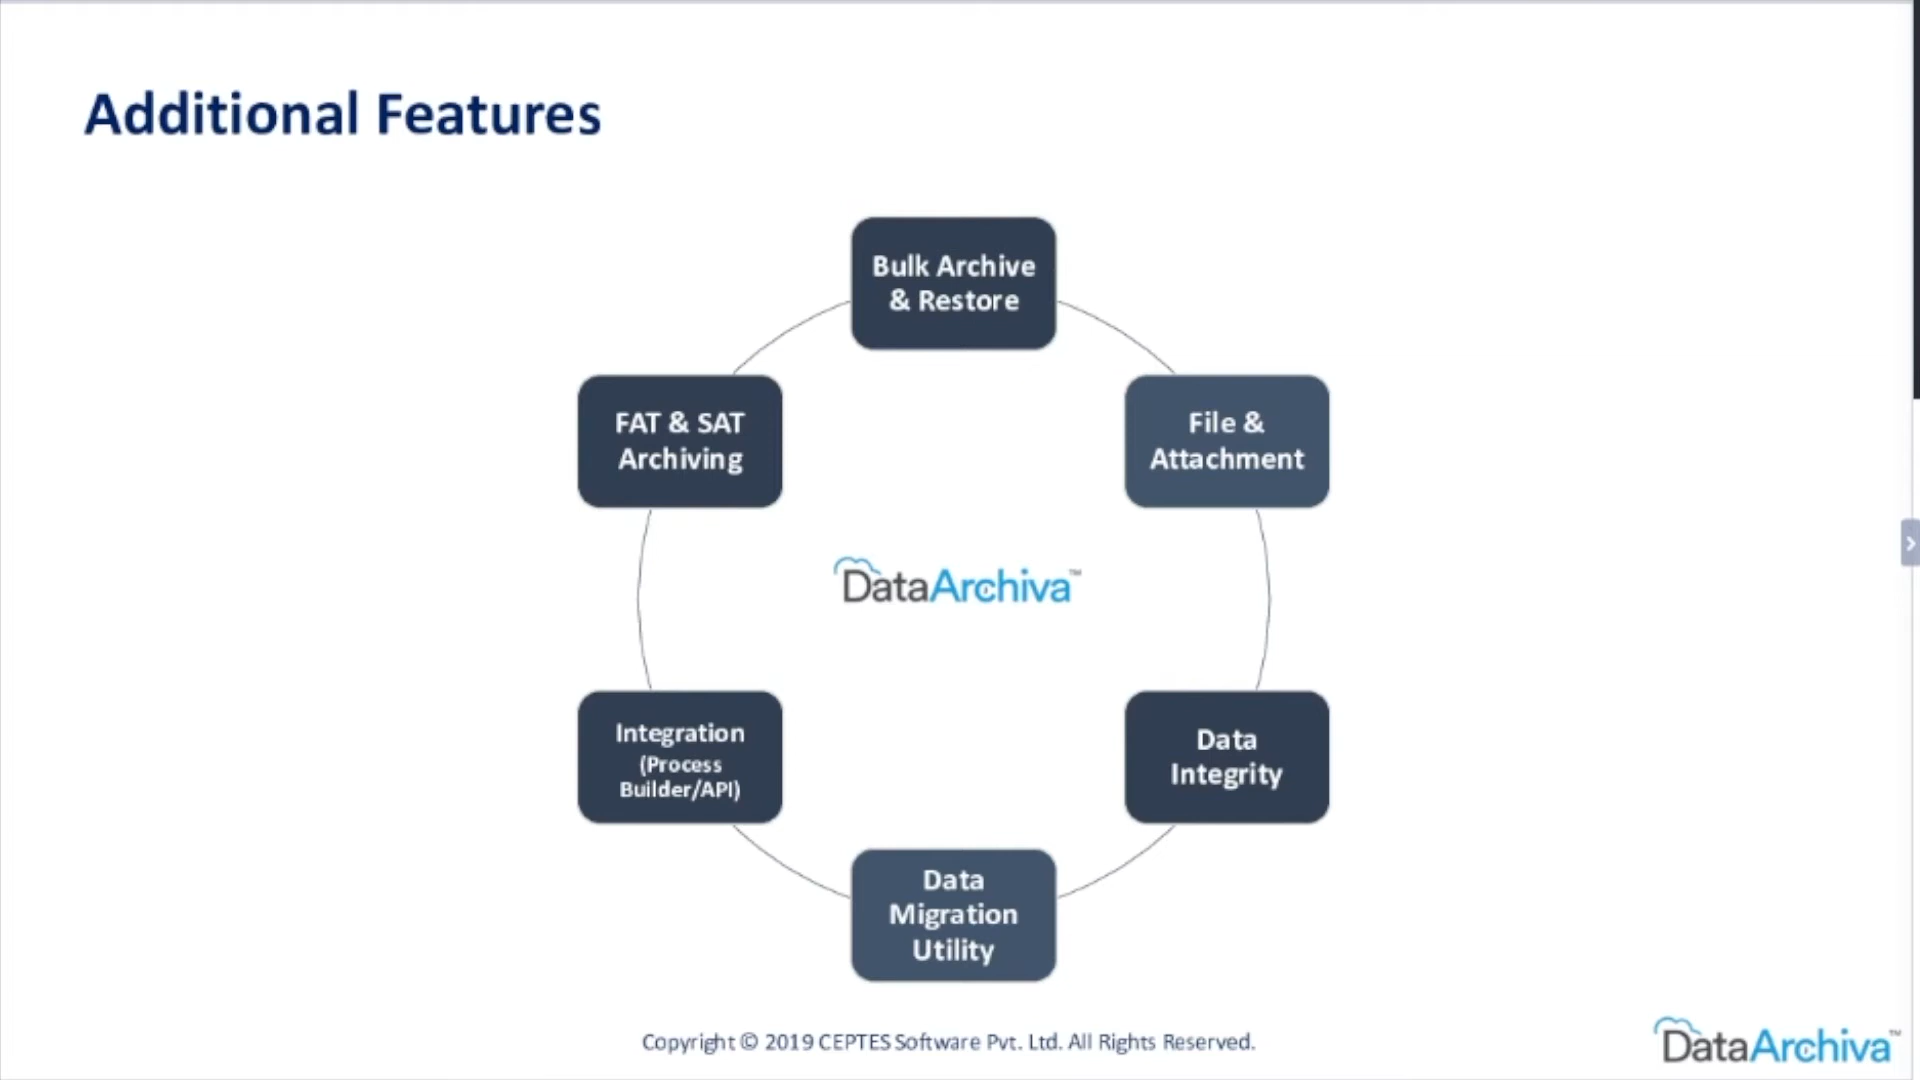 Additional Features
Bulk Archive
& Restore
FAT & SAT
Archiving
File &
Attachment
DataArchiva™
Integration
(Process
Builder/API)
Data
Integrity
Data
Migration
Utility
Copyright © 2019 CEPTES Software Pvt. Ltd. All Rights Reserved.
DataArchiva™